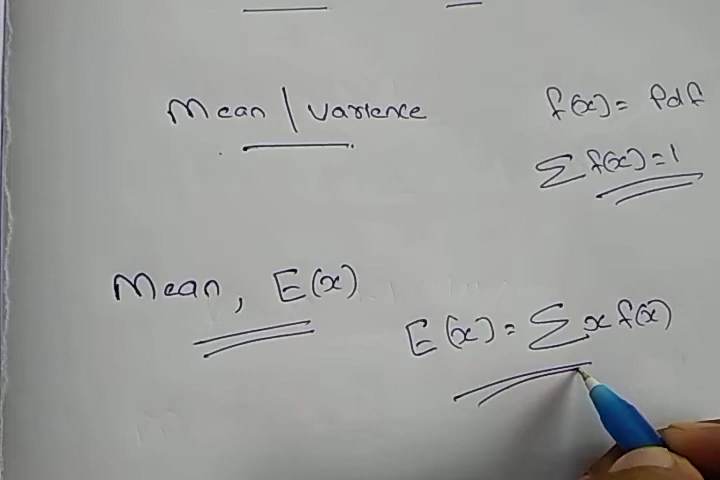 Mean | Varience
f(x) = Pdf
∑ f(x) = 1
Mean, E(x)
E(x) = ∑ x f(x)